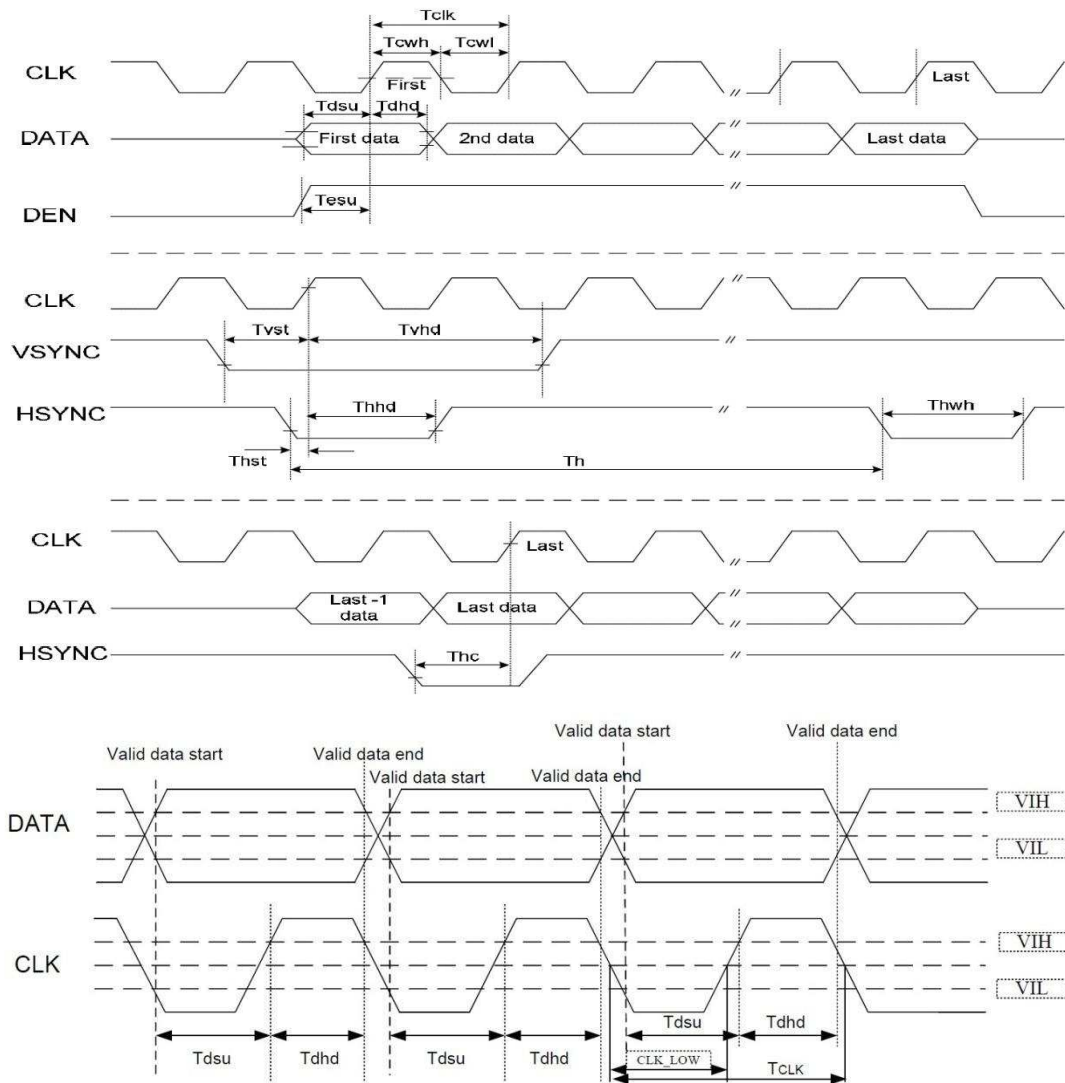 Tclk
Tcwh Tcwl
CLK
First
Last
Tdsu Tdhd
DATA
First data
2nd data
Last data
DEN
Tesu
CLK
Tvst
Tvhd
VSYNC
HSYNC
Thhd
Thwh
Thst
Th
CLK
Last
DATA
Last -1
data
Last data
HSYNC
Thc
Valid data start
Valid data end
Valid data start
Valid data end
Valid data start
Valid data end
DATA
VIH
VIL
CLK
VIH
VIL
Tdsu
Tdhd
Tdsu
Tdhd
Tdsu
Tdhd
CLK_LOW
TCLK